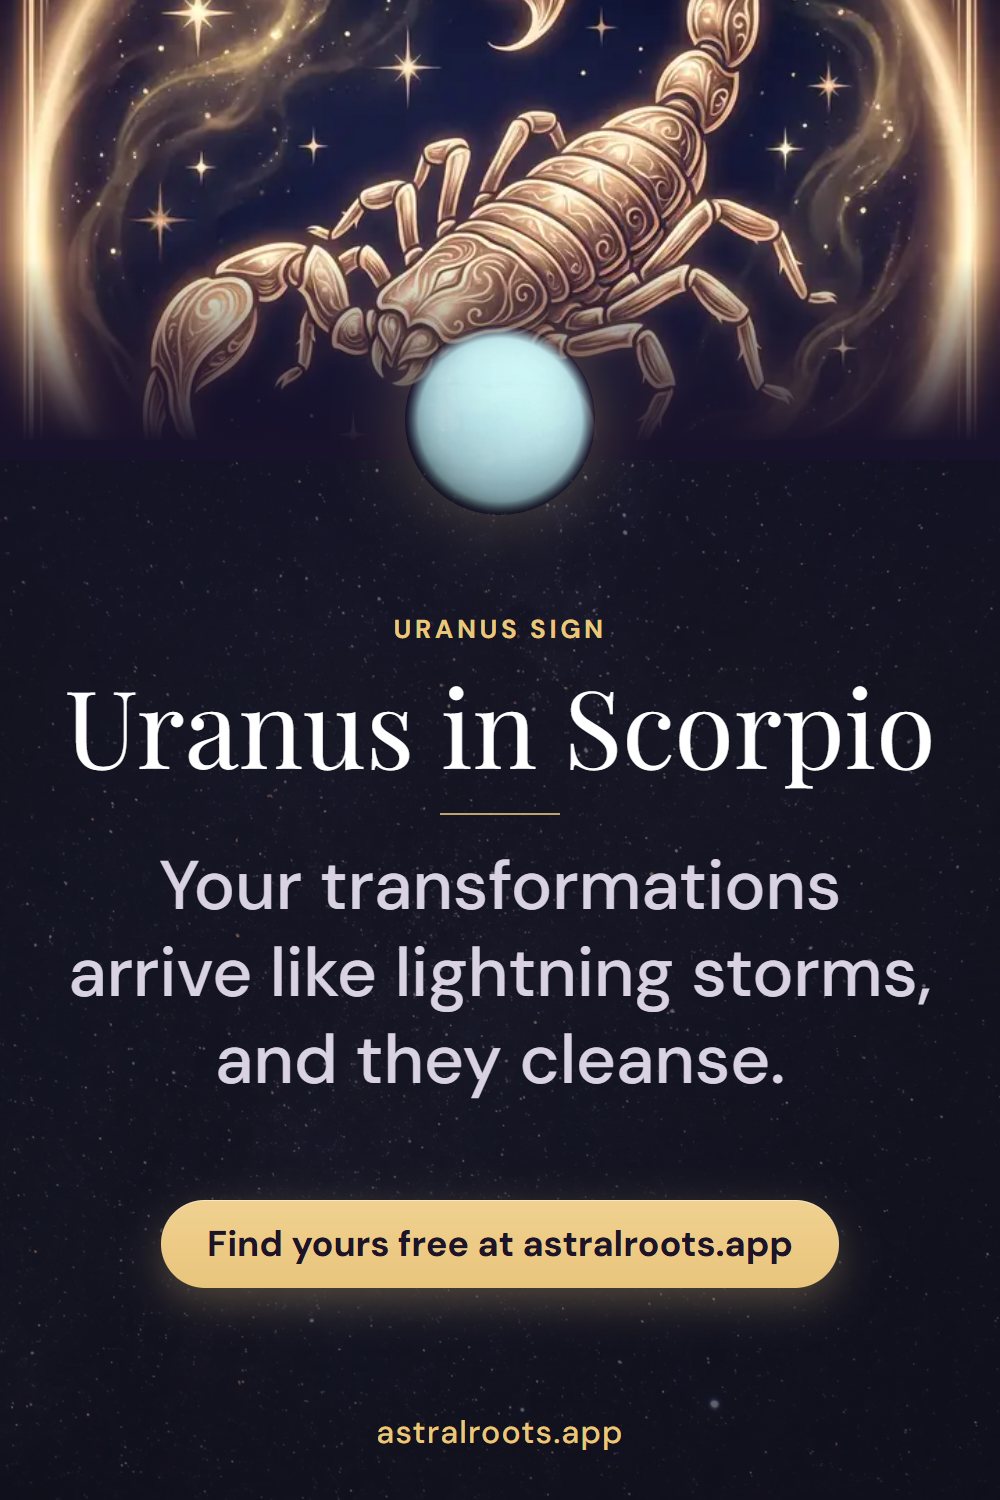 URANUS SIGN
Uranus in Scorpio
Your transformations
arrive like lightning storms,
and they cleanse.
Find yours free at astralroots.app
astralroots.app